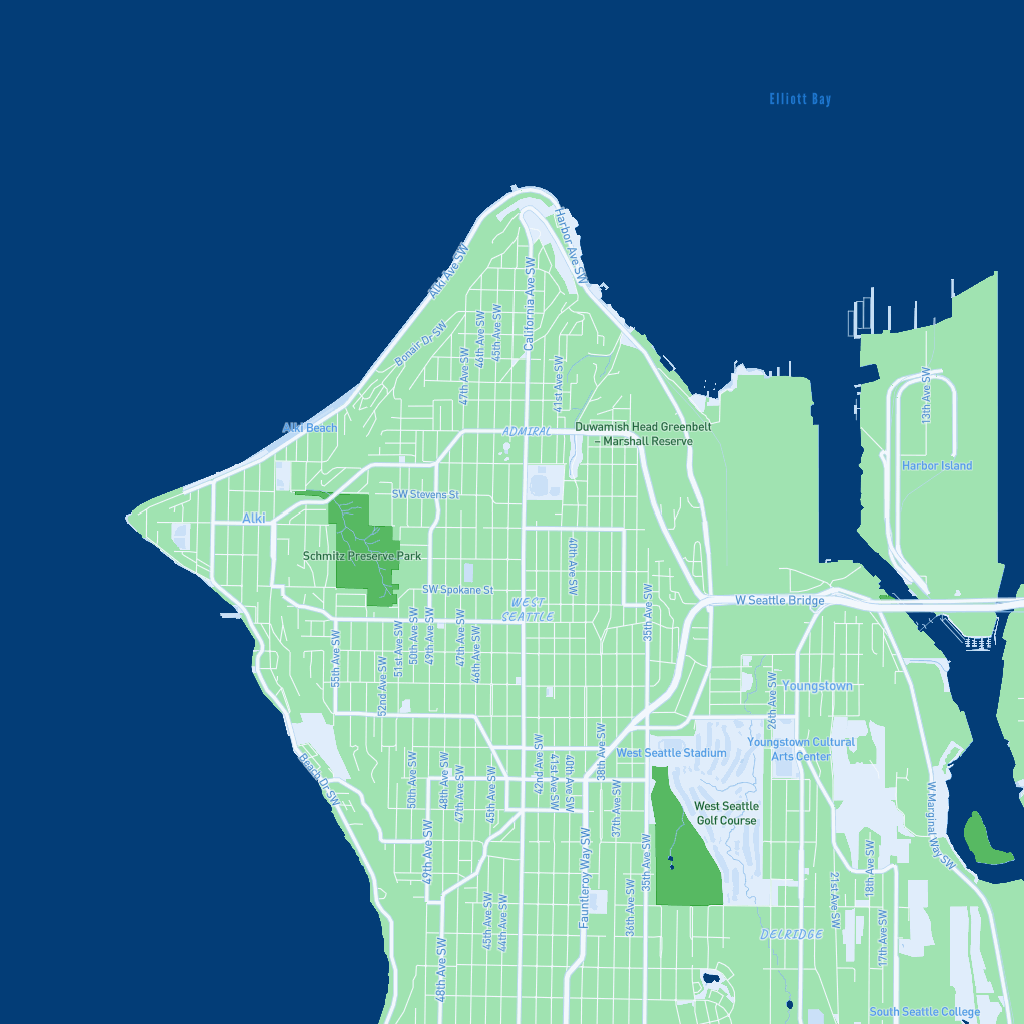 Elliott Bay
Harbor Ave SW
Alki Ave SW
California Ave SW
Bonair Dr SW
45th Ave SW
46th Ave SW
47th Ave SW
41st Ave SW
13th Ave SW
Alki Beach
ADMIRAL
Duwamish Head Greenbelt
– Marshall Reserve
Harbor Island
SW Stevens St
Alki
Schmitz Preserve Park
40th Ave SW
SW Spokane St
WEST
SEATTLE
35th Ave SW
W Seattle Bridge
55th Ave SW
52nd Ave SW
51st Ave SW
50th Ave SW
49th Ave SW
47th Ave SW
46th Ave SW
Youngstown
26th Ave SW
West Seattle Stadium
Youngstown Cultural
Arts Center
Beach Dr SW
50th Ave SW
48th Ave SW
47th Ave SW
45th Ave SW
42nd Ave SW
41st Ave SW
40th Ave SW
38th Ave SW
37th Ave SW
West Seattle
Golf Course
W Marginal Way SW
49th Ave SW
Fauntleroy Way SW
35th Ave SW
36th Ave SW
18th Ave SW
21st Ave SW
17th Ave SW
45th Ave SW
44th Ave SW
48th Ave SW
DELRIDGE
South Seattle College